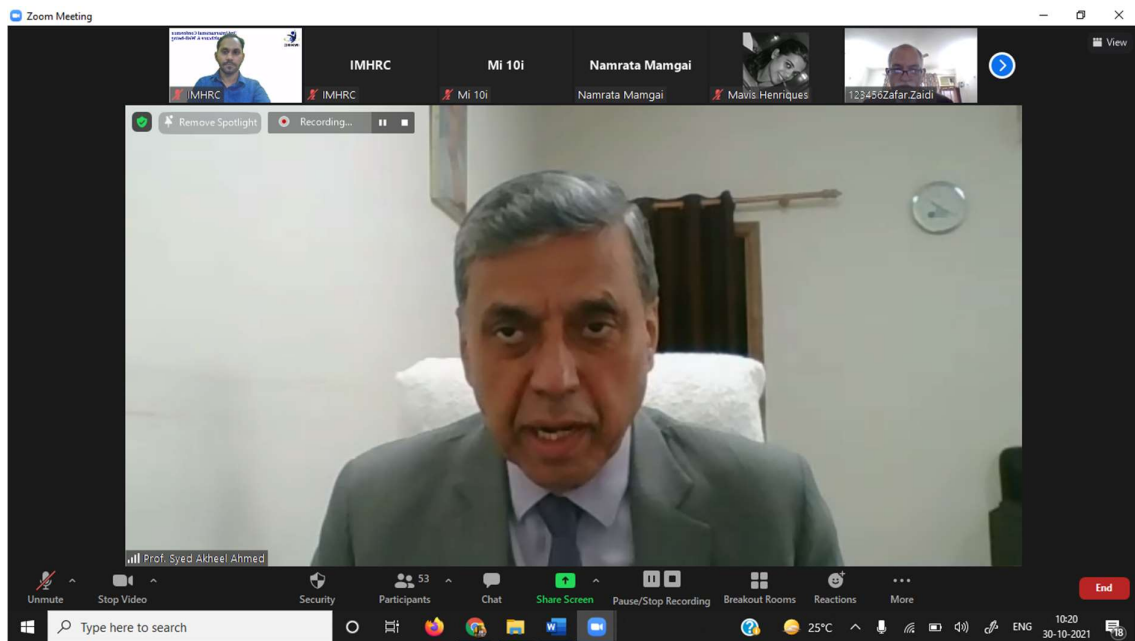 Zoom Meeting
View
IMHRC
IMHRC
IMHRC
Mi 10i
Mi 10i
Namrata Mamgai
Namrata Mamgai
Mavis Henriques
123456Zafar.Zaidi
Remove Spotlight
Recording...
Prof. Syed Akheel Ahmed
Unmute
Stop Video
Security
Participants
53
Chat
Share Screen
Pause/Stop Recording
Breakout Rooms
Reactions
More
End
Type here to search
25°C
ENG
10:20
30-10-2021
18